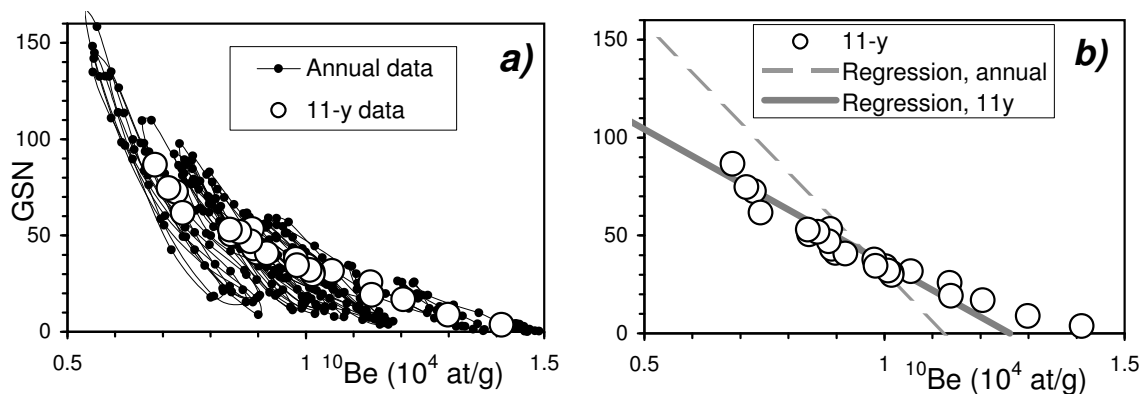 a)
Annual data
11-y data
150
100
50
0
GSN
0.5
1
1.5
¹⁰Be (10⁴ at/g)
b)
11-y
Regression, annual
Regression, 11y
150
100
50
0
0.5
1
1.5
¹⁰Be (10⁴ at/g)